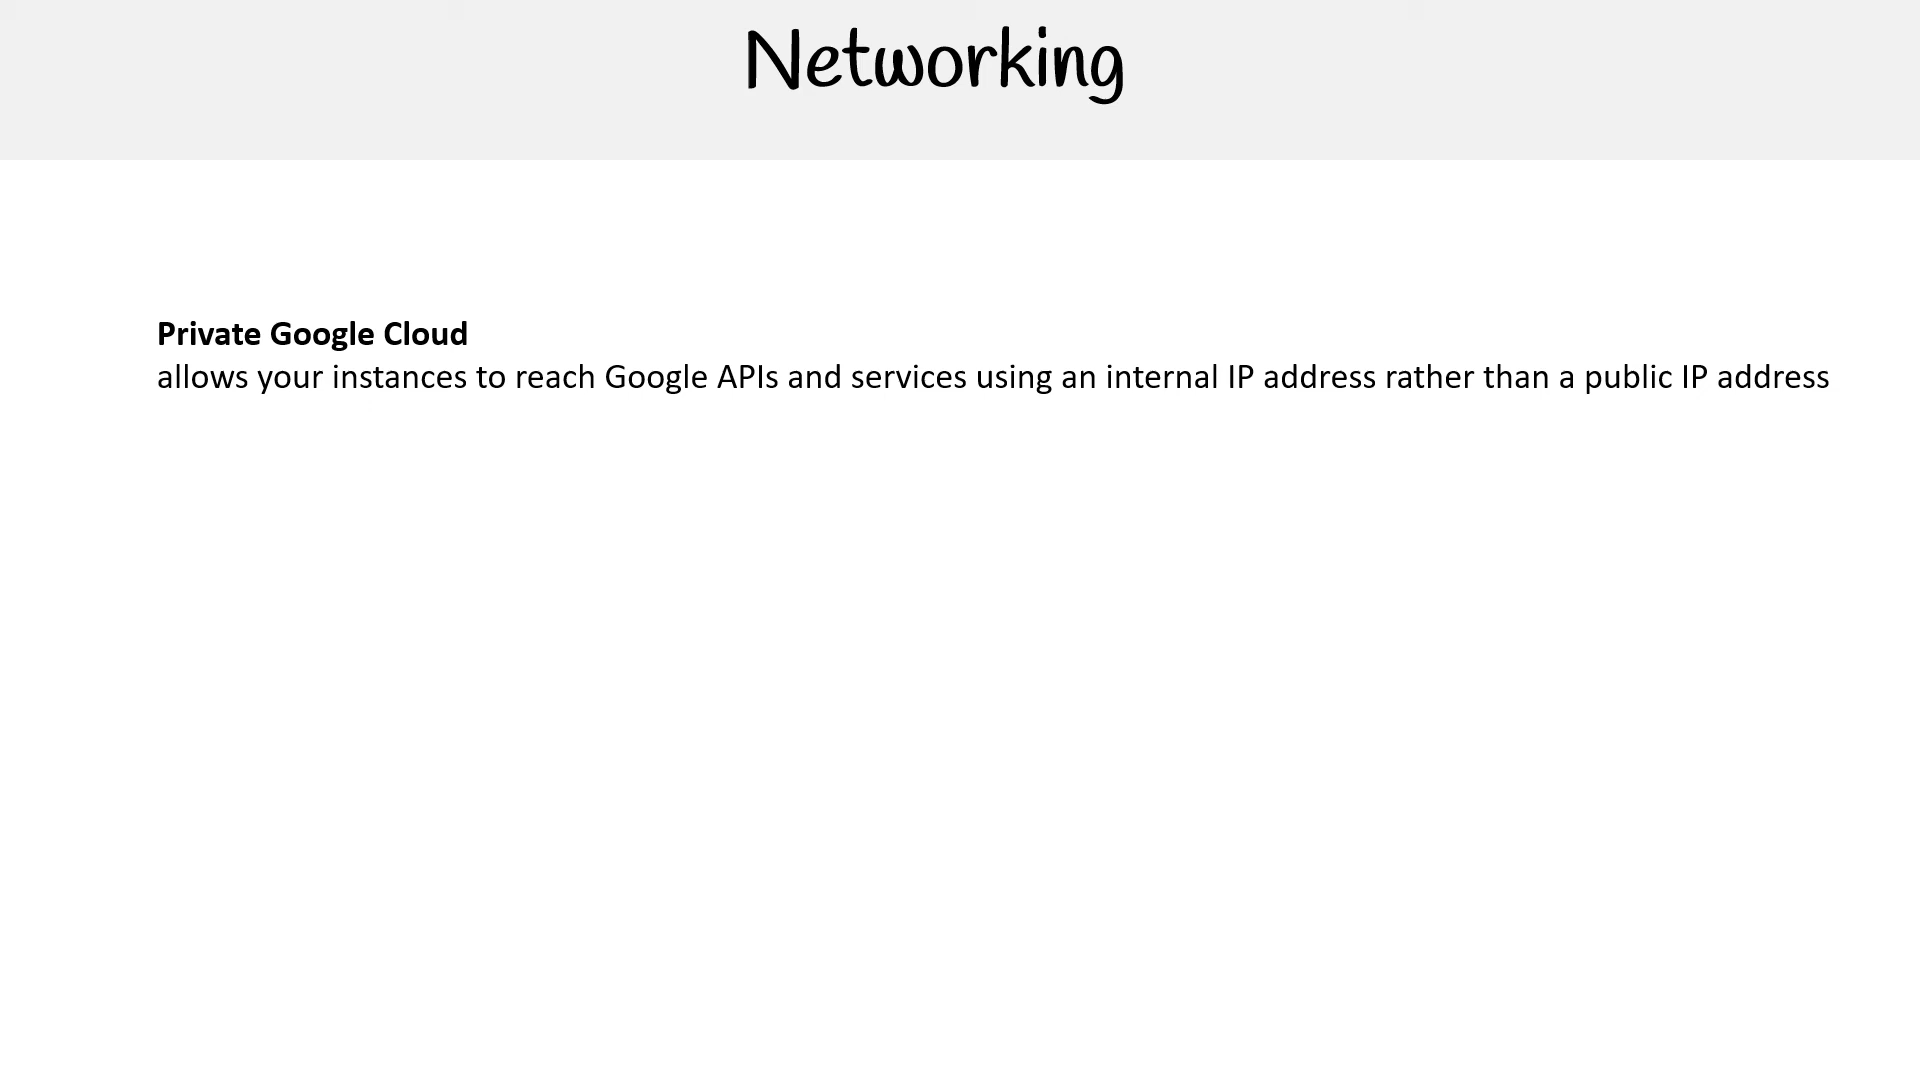 Networking
Private Google Cloud
allows your instances to reach Google APIs and services using an internal IP address rather than a public IP address